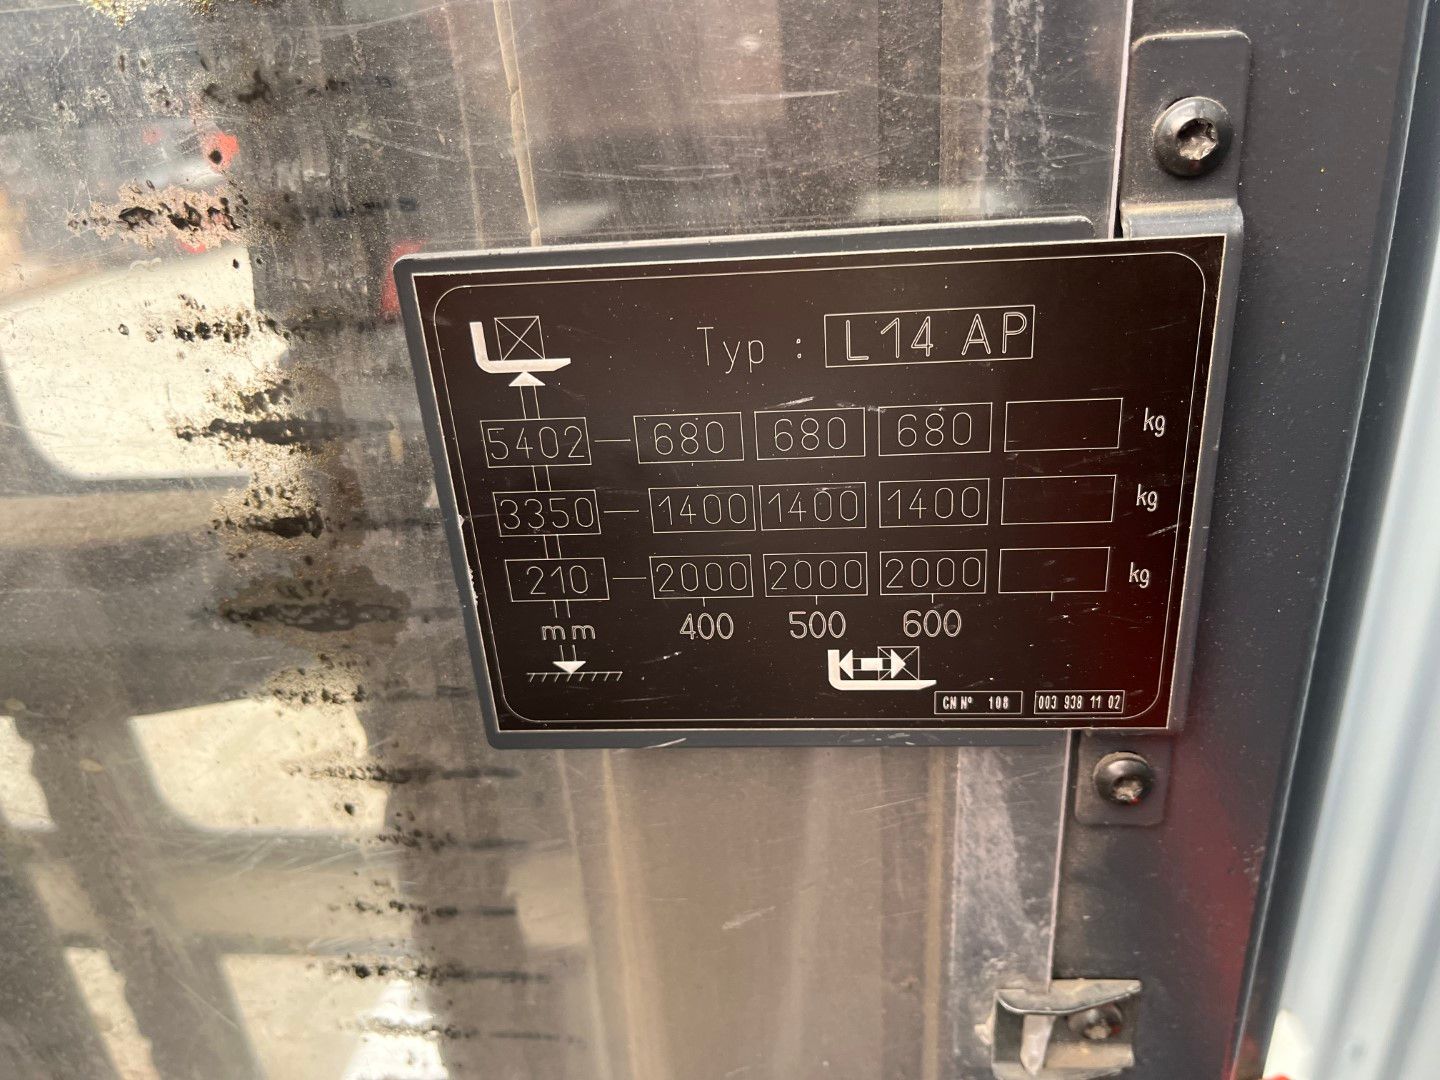 Typ : L14 AP
5402 680 680 680 kg
3350 1400 1400 1400 kg
210 2000 2000 2000 kg
mm 400 500 600
CN Nº 108 003 938 11 02